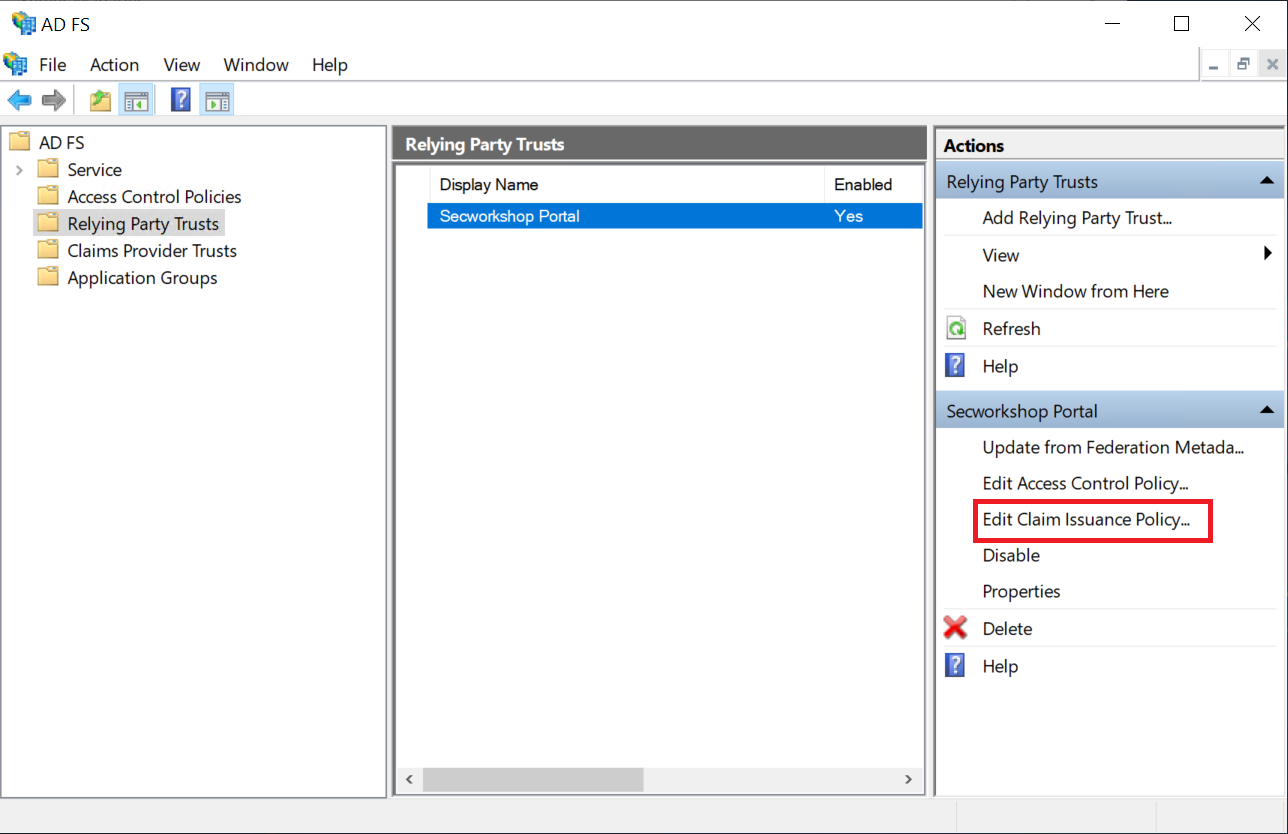 AD FS
File Action View Window Help
AD FS
Service
Access Control Policies
Relying Party Trusts
Claims Provider Trusts
Application Groups
Relying Party Trusts
Display Name Enabled
Secworkshop Portal Yes
Actions
Relying Party Trusts
Add Relying Party Trust...
View
New Window from Here
Refresh
Help
Secworkshop Portal
Update from Federation Metada...
Edit Access Control Policy...
Edit Claim Issuance Policy...
Disable
Properties
Delete
Help